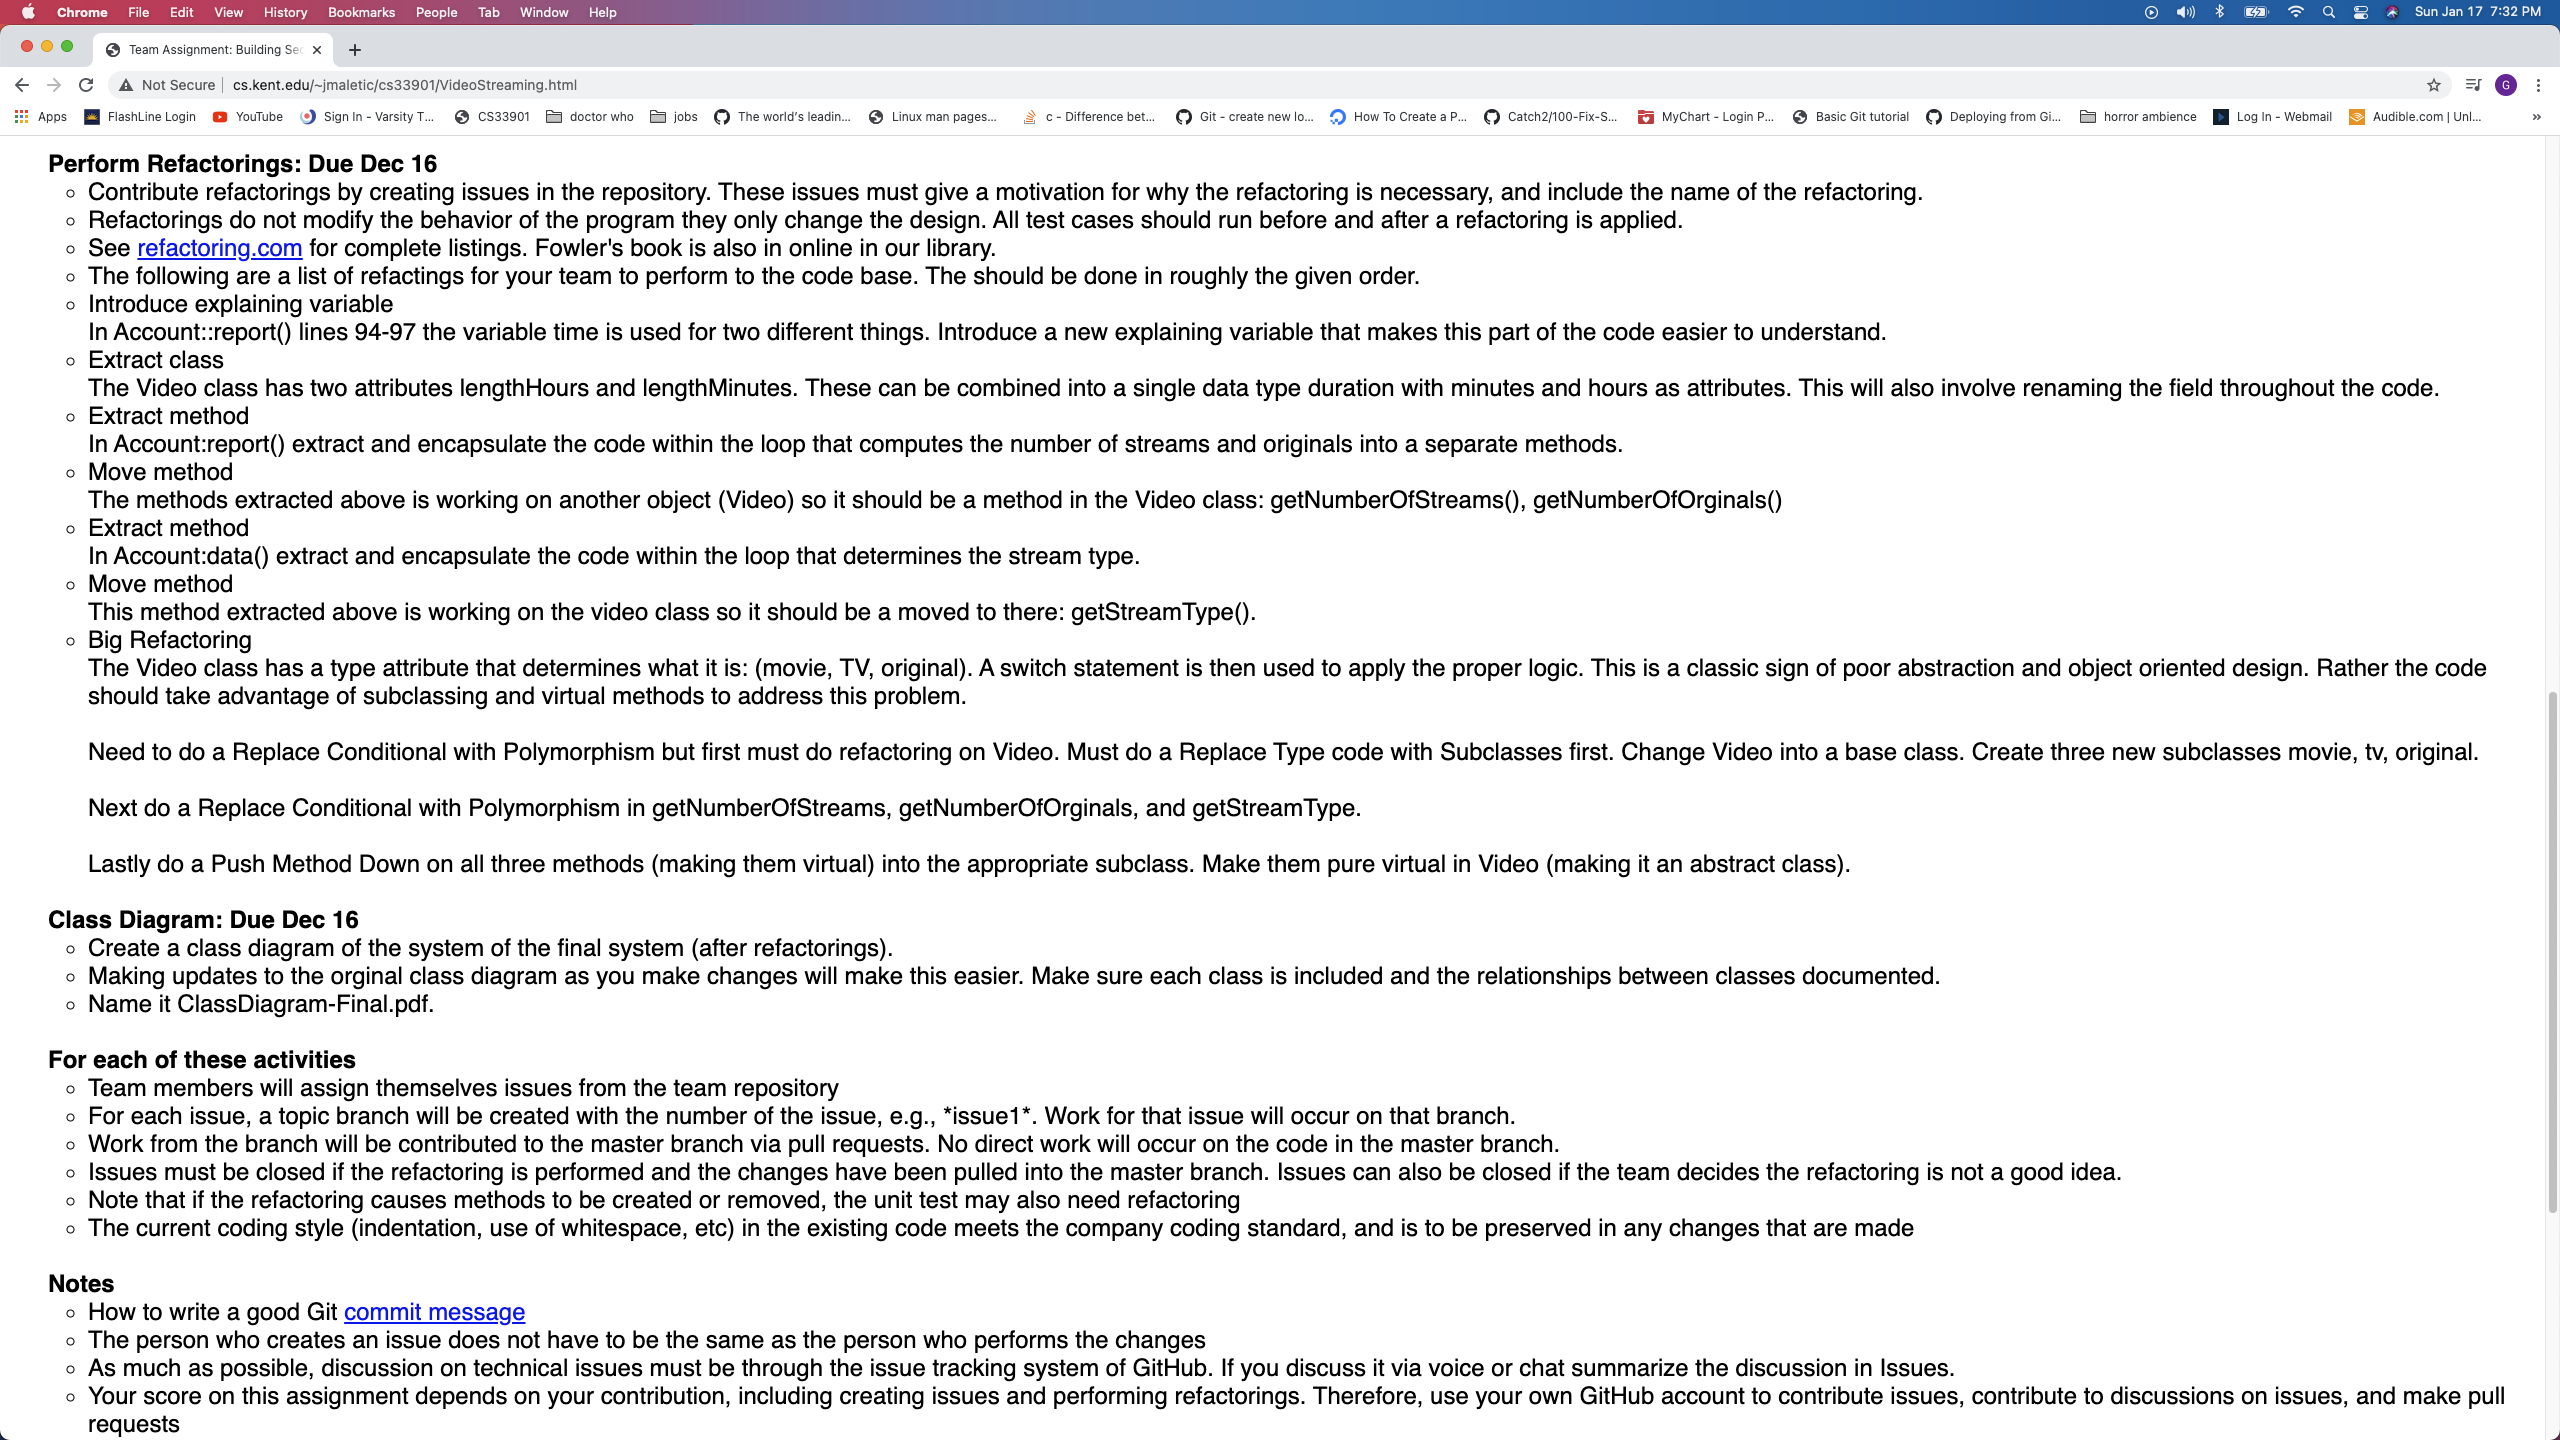 Chrome File Edit View History Bookmarks People Tab Window Help Sun Jan 17 7:32 PM
Team Assignment: Building Sec
Not Secure cs.kent.edu/~jmaletic/cs33901/VideoStreaming.html G
Apps FlashLine Login YouTube Sign In - Varsity T... CS33901 doctor who jobs The world's leadin... Linux man pages... c - Difference bet... Git - create new lo... How To Create a P... Catch2/100-Fix-S... MyChart - Login P... Basic Git tutorial Deploying from Gi... horror ambience Log In - Webmail Audible.com | Unl... »
Perform Refactorings: Due Dec 16
Contribute refactorings by creating issues in the repository. These issues must give a motivation for why the refactoring is necessary, and include the name of the refactoring.
Refactorings do not modify the behavior of the program they only change the design. All test cases should run before and after a refactoring is applied.
See refactoring.com for complete listings. Fowler's book is also in online in our library.
The following are a list of refactings for your team to perform to the code base. The should be done in roughly the given order.
Introduce explaining variable
In Account::report() lines 94-97 the variable time is used for two different things. Introduce a new explaining variable that makes this part of the code easier to understand.
Extract class
The Video class has two attributes lengthHours and lengthMinutes. These can be combined into a single data type duration with minutes and hours as attributes. This will also involve renaming the field throughout the code.
Extract method
In Account:report() extract and encapsulate the code within the loop that computes the number of streams and originals into a separate methods.
Move method
The methods extracted above is working on another object (Video) so it should be a method in the Video class: getNumberOfStreams(), getNumberOfOrginals()
Extract method
In Account:data() extract and encapsulate the code within the loop that determines the stream type.
Move method
This method extracted above is working on the video class so it should be a moved to there: getStreamType().
Big Refactoring
The Video class has a type attribute that determines what it is: (movie, TV, original). A switch statement is then used to apply the proper logic. This is a classic sign of poor abstraction and object oriented design. Rather the code
should take advantage of subclassing and virtual methods to address this problem.
Need to do a Replace Conditional with Polymorphism but first must do refactoring on Video. Must do a Replace Type code with Subclasses first. Change Video into a base class. Create three new subclasses movie, tv, original.
Next do a Replace Conditional with Polymorphism in getNumberOfStreams, getNumberOfOrginals, and getStreamType.
Lastly do a Push Method Down on all three methods (making them virtual) into the appropriate subclass. Make them pure virtual in Video (making it an abstract class).
Class Diagram: Due Dec 16
Create a class diagram of the system of the final system (after refactorings).
Making updates to the orginal class diagram as you make changes will make this easier. Make sure each class is included and the relationships between classes documented.
Name it ClassDiagram-Final.pdf.
For each of these activities
Team members will assign themselves issues from the team repository
For each issue, a topic branch will be created with the number of the issue, e.g., *issue1*. Work for that issue will occur on that branch.
Work from the branch will be contributed to the master branch via pull requests. No direct work will occur on the code in the master branch.
Issues must be closed if the refactoring is performed and the changes have been pulled into the master branch. Issues can also be closed if the team decides the refactoring is not a good idea.
Note that if the refactoring causes methods to be created or removed, the unit test may also need refactoring
The current coding style (indentation, use of whitespace, etc) in the existing code meets the company coding standard, and is to be preserved in any changes that are made
Notes
How to write a good Git commit message
The person who creates an issue does not have to be the same as the person who performs the changes
As much as possible, discussion on technical issues must be through the issue tracking system of GitHub. If you discuss it via voice or chat summarize the discussion in Issues.
Your score on this assignment depends on your contribution, including creating issues and performing refactorings. Therefore, use your own GitHub account to contribute issues, contribute to discussions on issues, and make pull
requests